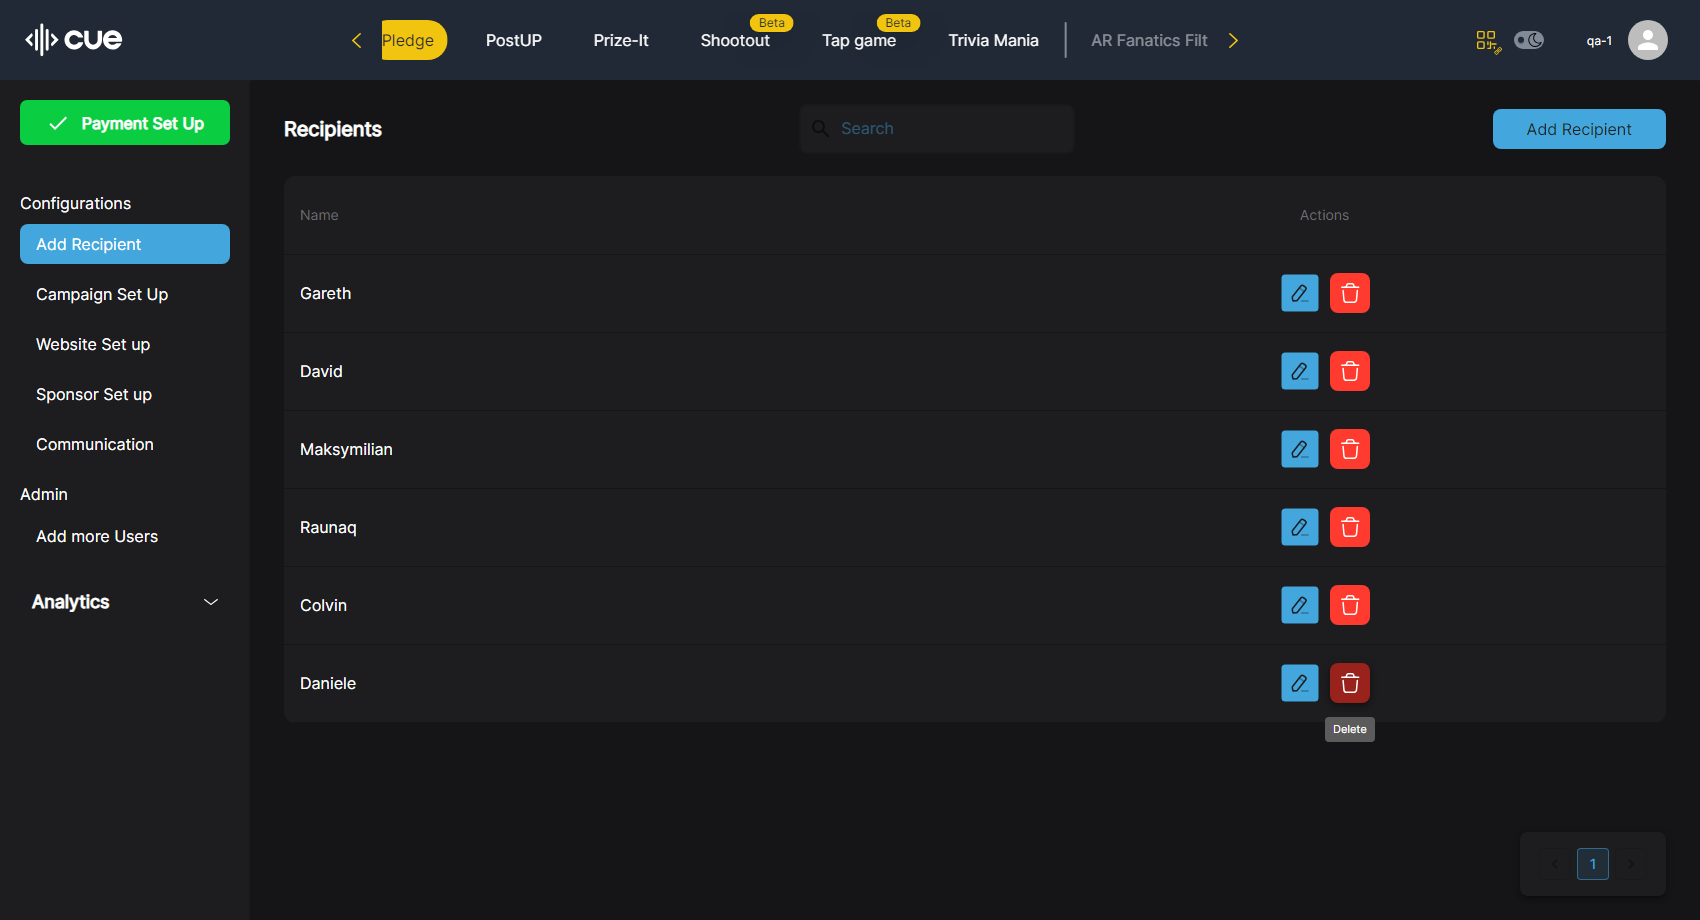 cue
Pledge
PostUP
Prize-It
Shootout
Beta
Tap game
Beta
Trivia Mania
AR Fanatics Filt
qa-1
Payment Set Up
Configurations
Add Recipient
Campaign Set Up
Website Set up
Sponsor Set up
Communication
Admin
Add more Users
Analytics
Recipients
Search
Add Recipient
Name
Actions
Gareth
David
Maksymilian
Raunaq
Colvin
Daniele
Delete
1